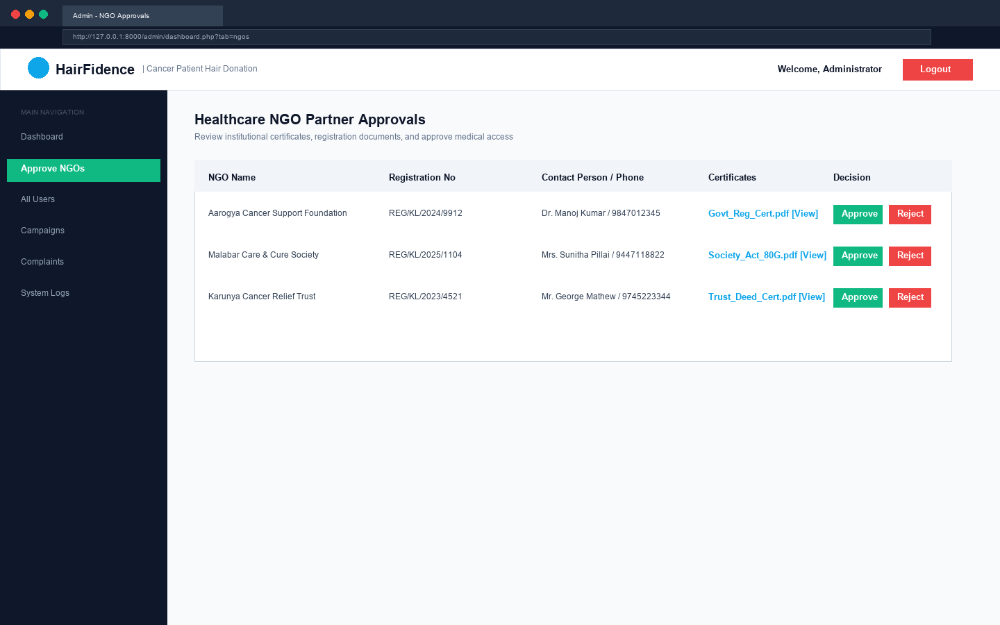 Admin - NGO Approvals
http://127.0.0.1:8000/admin/dashboard.php?tab=ngos
HairFidence | Cancer Patient Hair Donation Welcome, Administrator Logout
MAIN NAVIGATION
Dashboard
Approve NGOs
All Users
Campaigns
Complaints
System Logs
Healthcare NGO Partner Approvals
Review institutional certificates, registration documents, and approve medical access
NGO Name Registration No Contact Person / Phone Certificates Decision
Aarogya Cancer Support Foundation REG/KL/2024/9912 Dr. Manoj Kumar / 9847012345 Govt_Reg_Cert.pdf [View] Approve Reject
Malabar Care & Cure Society REG/KL/2025/1104 Mrs. Sunitha Pillai / 9447118822 Society_Act_80G.pdf [View] Approve Reject
Karunya Cancer Relief Trust REG/KL/2023/4521 Mr. George Mathew / 9745223344 Trust_Deed_Cert.pdf [View] Approve Reject